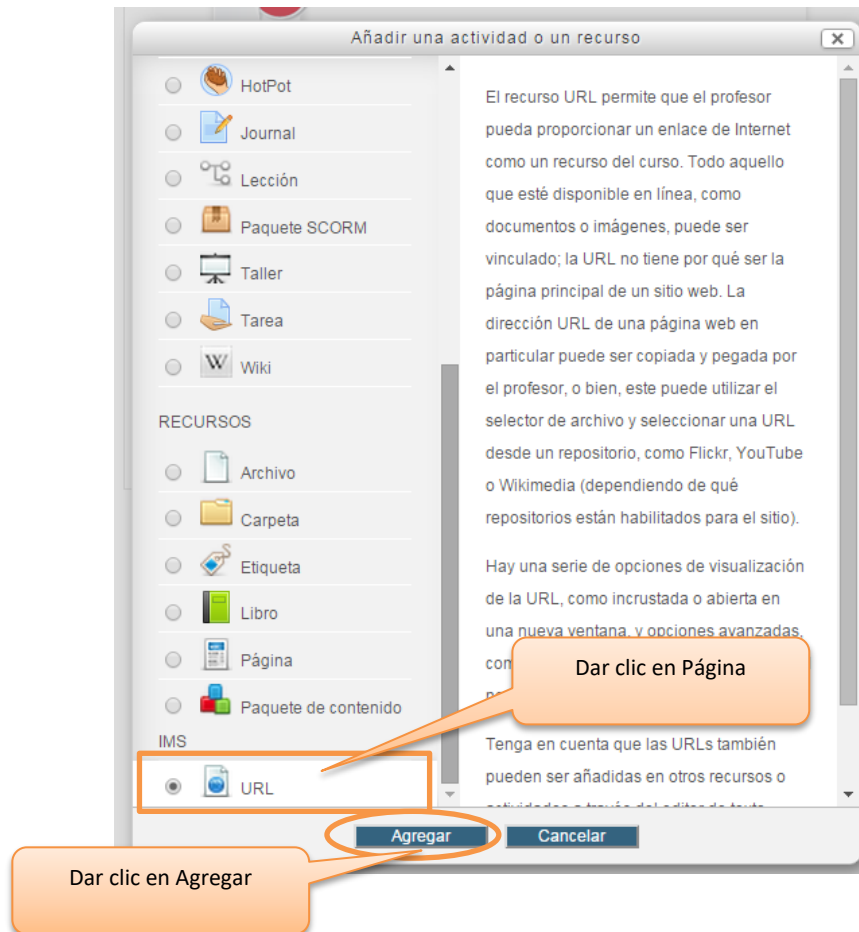 Añadir una actividad o un recurso
HotPot
Journal
Lección
Paquete SCORM
Taller
Tarea
W Wiki
RECURSOS
Archivo
Carpeta
Etiqueta
Libro
Página
Paquete de contenido
IMS
URL
El recurso URL permite que el profesor
pueda proporcionar un enlace de Internet
como un recurso del curso. Todo aquello
que esté disponible en línea, como
documentos o imágenes, puede ser
vinculado; la URL no tiene por qué ser la
página principal de un sitio web. La
dirección URL de una página web en
particular puede ser copiada y pegada por
el profesor, o bien, este puede utilizar el
selector de archivo y seleccionar una URL
desde un repositorio, como Flickr, YouTube
o Wikimedia (dependiendo de qué
repositorios están habilitados para el sitio).
Hay una serie de opciones de visualización
de la URL, como incrustada o abierta en
una nueva ventana, y opciones avanzadas,
Dar clic en Página
Tenga en cuenta que las URLs también
pueden ser añadidas en otros recursos o
Agregar
Cancelar
Dar clic en Agregar